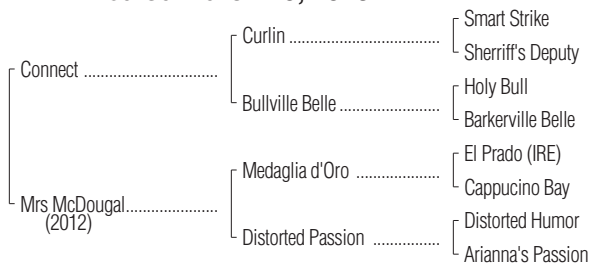 Smart Strike
Curlin
Sherriff's Deputy
Connect
Holy Bull
Bullville Belle
Barkerville Belle
El Prado (IRE)
Medaglia d'Oro
Cappucino Bay
Mrs McDougal
(2012)
Distorted Humor
Distorted Passion
Arianna's Passion